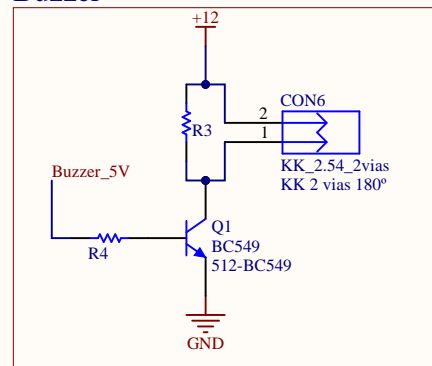 Buzzer
+12
CON6
2
R3
1
KK_2.54_2vias
KK 2 vias 180º
Buzzer_5V
Q1
BC549
R4
512-BC549
GND